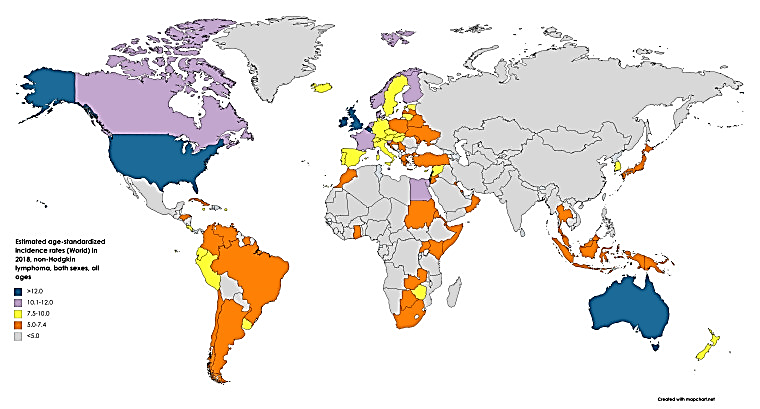 Estimated age-standardized
incidence rates (World) in
2018, non-Hodgkin
lymphoma, both sexes, all
ages
>12.0
10.1-12.0
7.5-10.0
5.0-7.4
<5.0
Created with mapchart.net